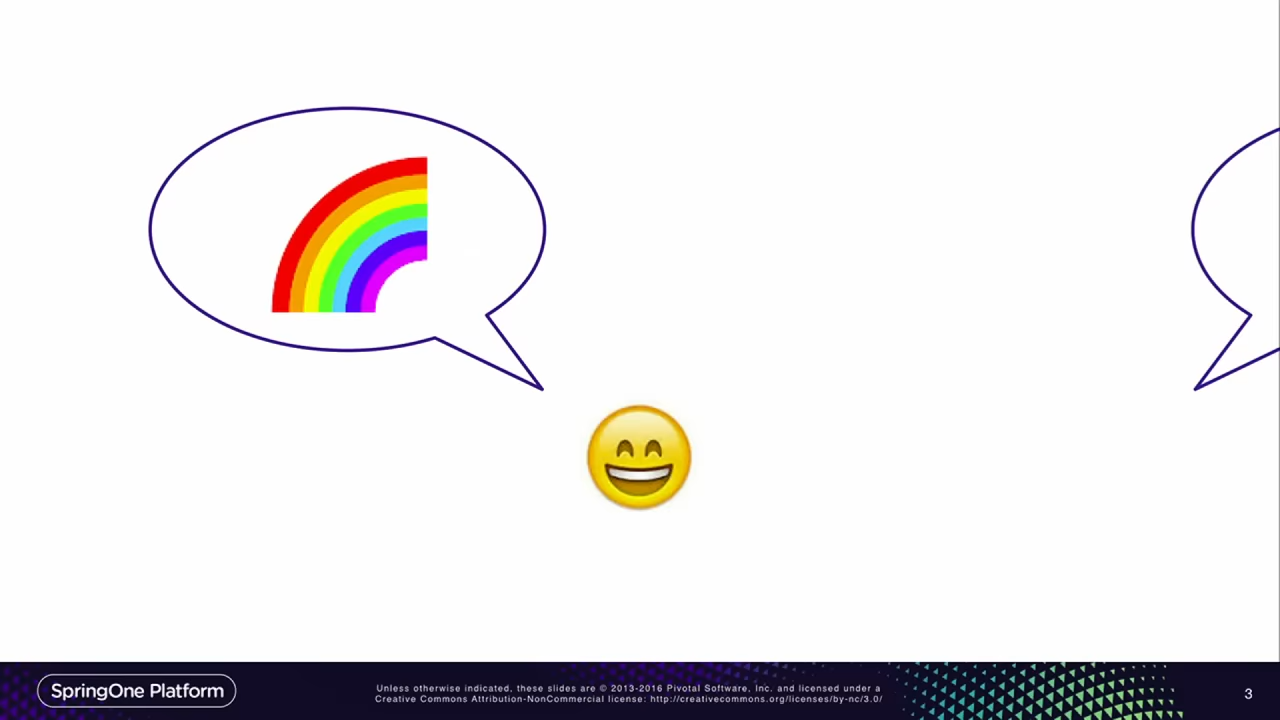 SpringOne Platform
Unless otherwise indicated, these slides are © 2013-2016 Pivotal Software, Inc. and licensed under a
Creative Commons Attribution-NonCommercial license: http://creativecommons.org/licenses/by-nc/3.0/
3